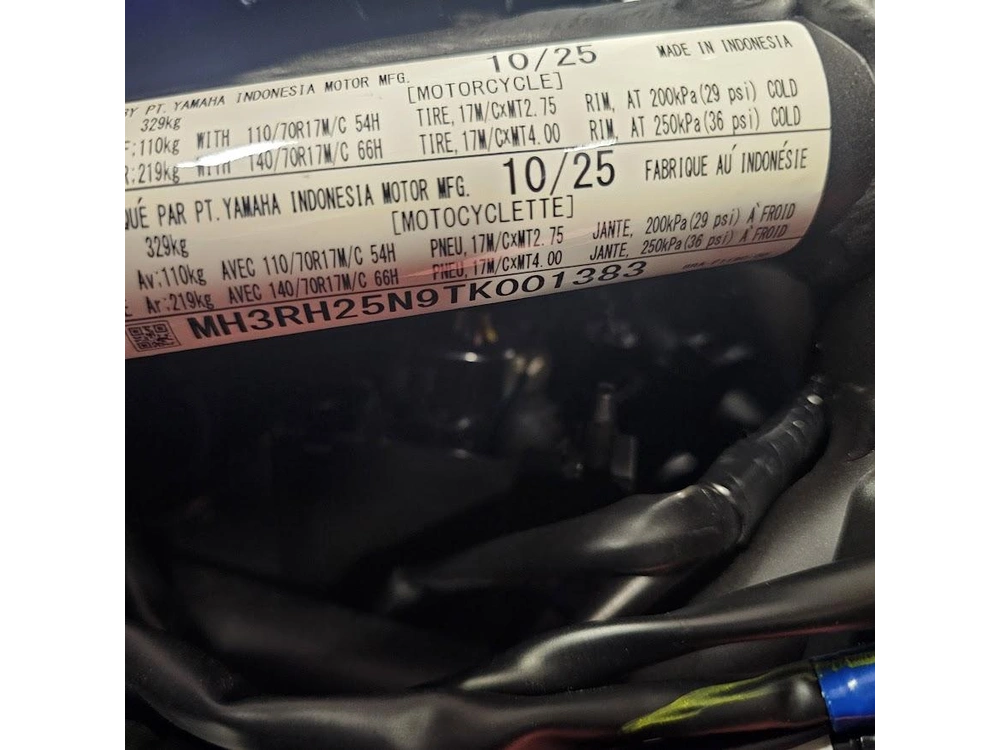 BY PT. YAMAHA INDONESIA MOTOR MFG. 10/25 MADE IN INDONESIA
329kg [MOTORCYCLE]
F:110kg WITH 110/70R17M/C 54H TIRE, 17M/CxMT2.75 RIM, AT 200kPa(29 psi) COLD
R:219kg WITH 140/70R17M/C 66H TIRE, 17M/CxMT4.00 RIM, AT 250kPa(36 psi) COLD
QUÉ PAR PT. YAMAHA INDONESIA MOTOR MFG. 10/25 FABRIQUE AU´ INDONÉSIE
329kg [MOTOCYCLETTE]
Av:110kg AVEC 110/70R17M/C 54H PNEU, 17M/CxMT2.75 JANTE, 200kPa(29 psi) A`FROID
Ar:219kg AVEC 140/70R17M/C 66H PNEU, 17M/CxMT4.00 JANTE, 250kPa(36 psi) A`FROID
MH3RH25N9TK001383